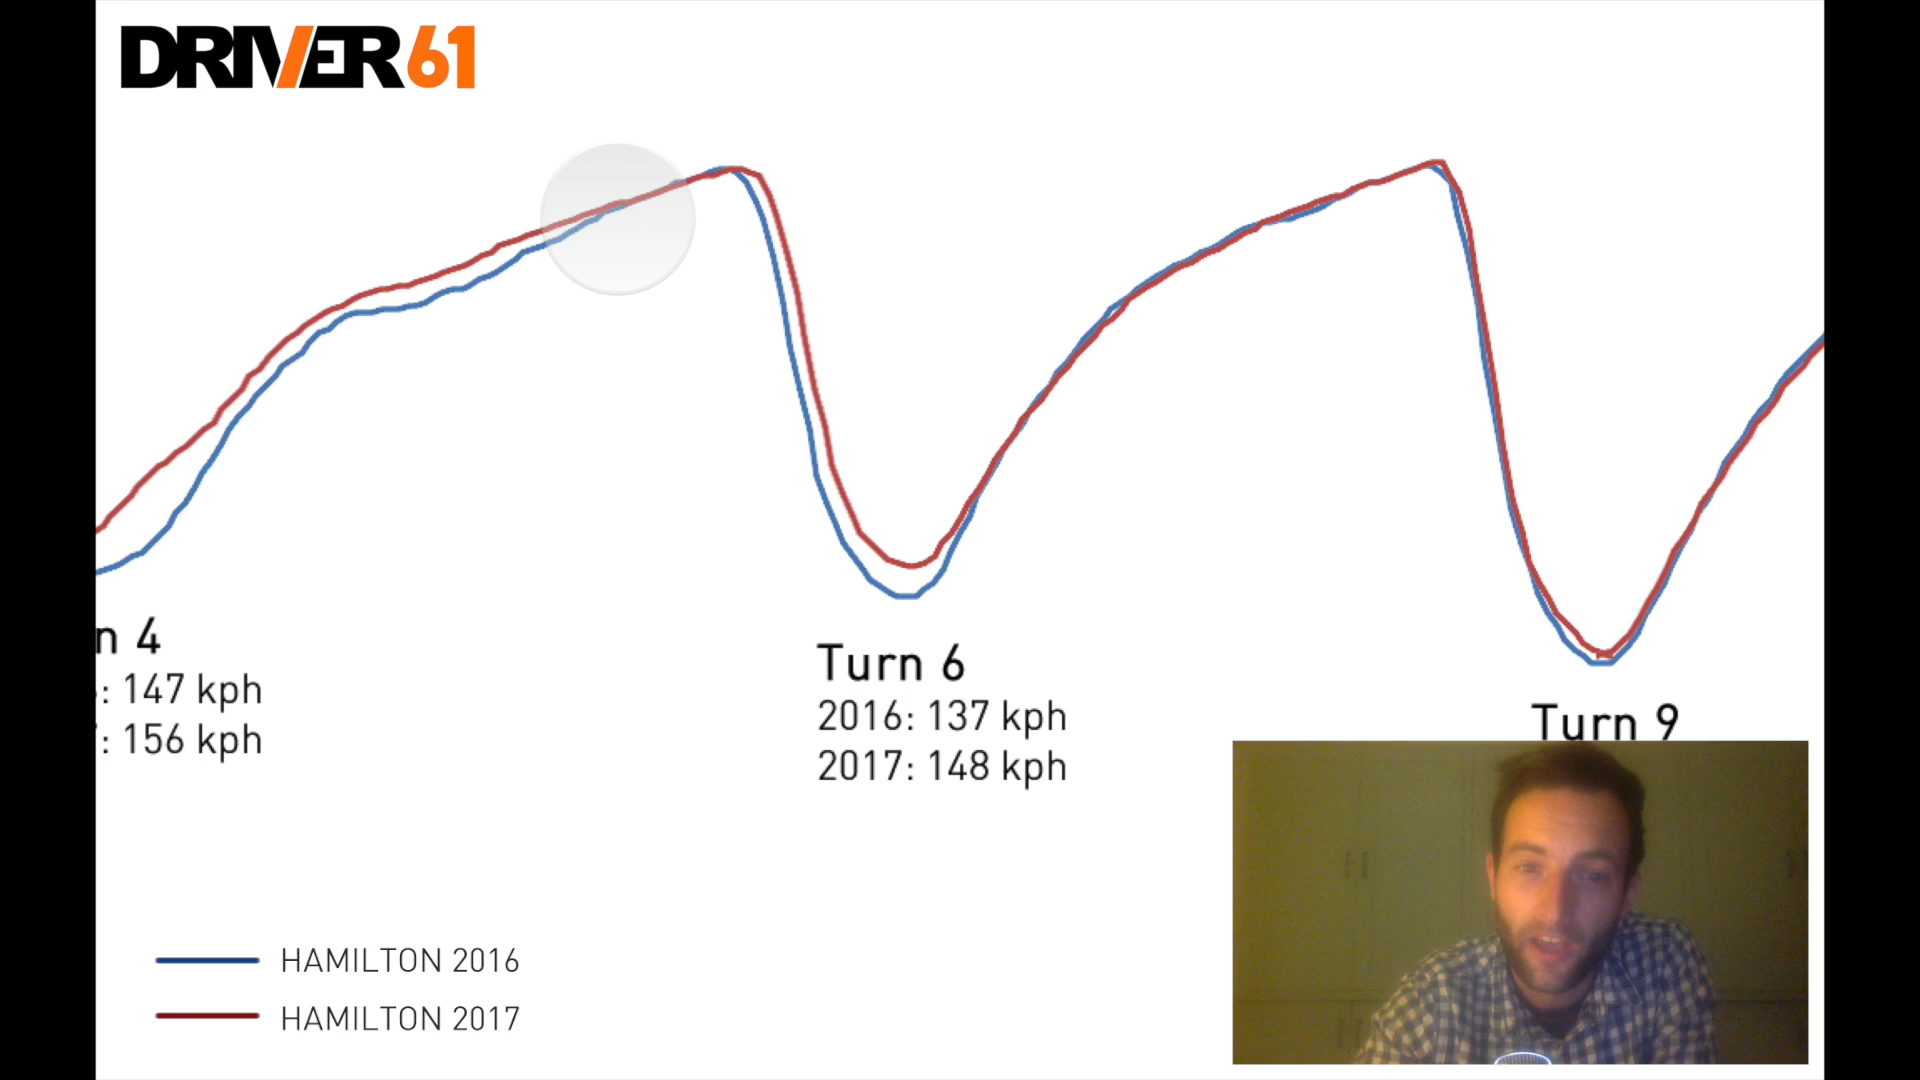 DRIVER61
n 4
: 147 kph
: 156 kph
Turn 6
2016: 137 kph
2017: 148 kph
Turn 9
HAMILTON 2016
HAMILTON 2017